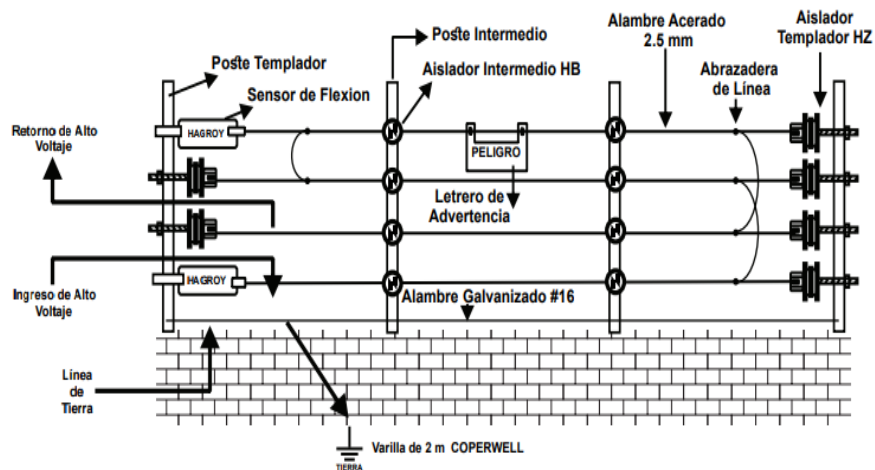 Poste Templador
Sensor de Flexion
Poste Intermedio
Aislador Intermedio HB
Alambre Acerado
2.5 mm
Abrazadera
de Línea
Aislador
Templador HZ
Retorno de Alto
Voltaje
HAGROY
PELIGRO
Letrero de
Advertencia
HAGROY
Ingreso de Alto
Voltaje
Alambre Galvanizado #16
Línea
de
Tierra
Varilla de 2 m COPERWELL
TIERRA